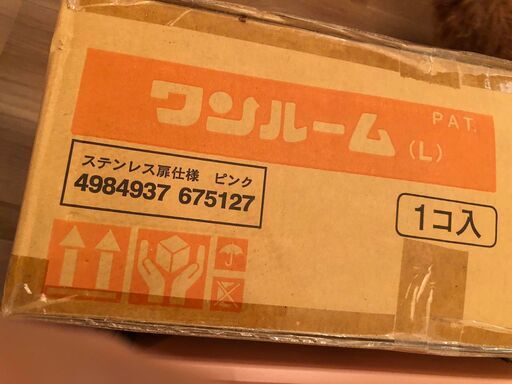 ワンルーム
PAT.
(L)
ステンレス扉仕様 ピンク
4984937 675127
1コ入